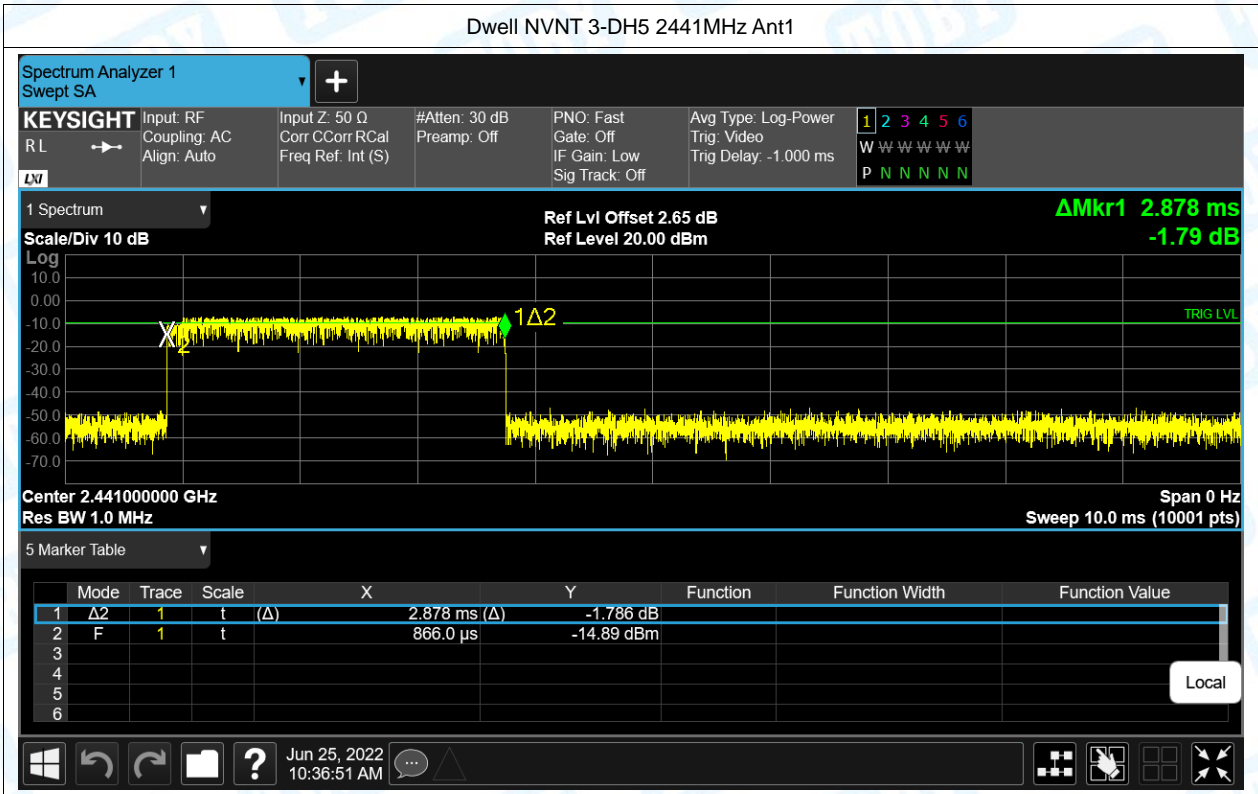 Dwell NVNT 3-DH5 2441MHz Ant1
Spectrum Analyzer 1
Swept SA
KEYSIGHT
RL
LXI
Input: RF
Coupling: AC
Align: Auto
Input Z: 50 Ω
Corr CCorr RCal
Freq Ref: Int (S)
#Atten: 30 dB
Preamp: Off
PNO: Fast
Gate: Off
IF Gain: Low
Sig Track: Off
Avg Type: Log-Power
Trig: Video
Trig Delay: -1.000 ms
1 2 3 4 5 6
W W W W W W
P N N N N N
1 Spectrum
Scale/Div 10 dB
Ref Lvl Offset 2.65 dB
Ref Level 20.00 dBm
ΔMkr1 2.878 ms
-1.79 dB
Log
10.0
0.00
-10.0
-20.0
-30.0
-40.0
-50.0
-60.0
-70.0
X
2
1Δ2
TRIG LVL
Center 2.441000000 GHz
Res BW 1.0 MHz
Span 0 Hz
Sweep 10.0 ms (10001 pts)
5 Marker Table
Mode Trace Scale X Y Function Function Width Function Value
1 Δ2 1 t (Δ) 2.878 ms (Δ) -1.786 dB
2 F 1 t 866.0 µs -14.89 dBm
3
4
5
6
Local
?
Jun 25, 2022
10:36:51 AM